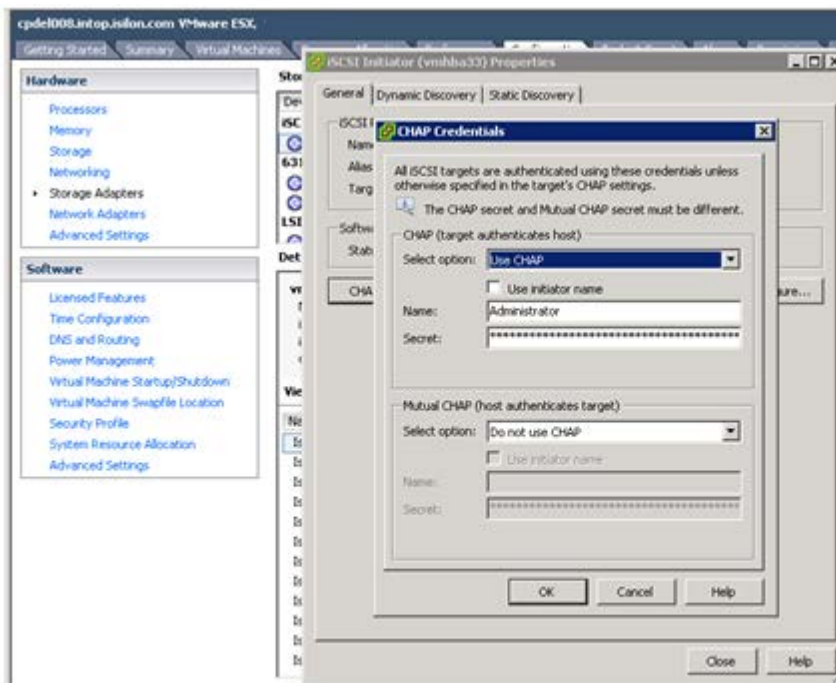 cpdel008.intop.isilon.com VMware ESX,
Getting Started Summary Virtual Machines
Hardware
Processors
Memory
Storage
Networking
Storage Adapters
Network Adapters
Advanced Settings
Software
Licensed Features
Time Configuration
DNS and Routing
Power Management
Virtual Machine Startup/Shutdown
Virtual Machine Swapfile Location
Security Profile
System Resource Allocation
Advanced Settings
iSCSI Initiator (vmhba33) Properties
General Dynamic Discovery Static Discovery
CHAP Credentials
All iSCSI targets are authenticated using these credentials unless
otherwise specified in the target's CHAP settings.
The CHAP secret and Mutual CHAP secret must be different.
CHAP (target authenticates host)
Select option: Use CHAP
Use initiator name
Name: Administrator
Secret:
Mutual CHAP (host authenticates target)
Select option: Do not use CHAP
Use initiator name
Name:
Secret:
OK Cancel Help
Close Help